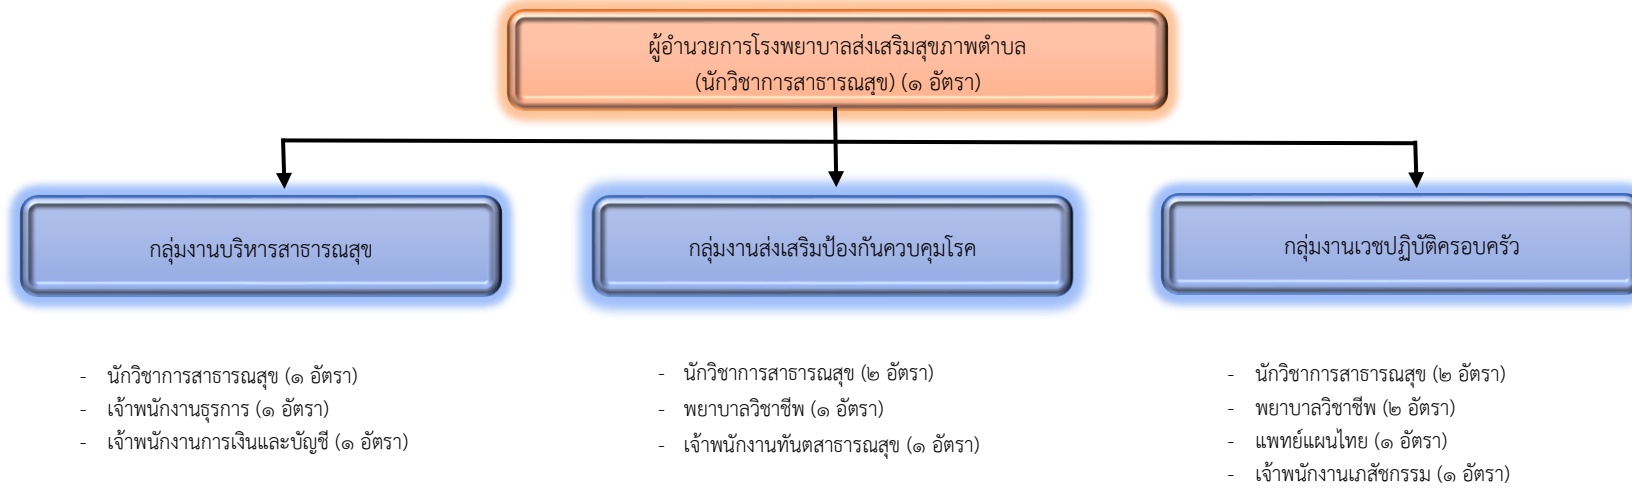 ผู้อำนวยการโรงพยาบาลส่งเสริมสุขภาพตำบล
(นักวิชาการสาธารณสุข) (๑ อัตรา)
กลุ่มงานบริหารสาธารณสุข
- นักวิชาการสาธารณสุข (๑ อัตรา)
- เจ้าพนักงานธุรการ (๑ อัตรา)
- เจ้าพนักงานการเงินและบัญชี (๑ อัตรา)
กลุ่มงานส่งเสริมป้องกันควบคุมโรค
- นักวิชาการสาธารณสุข (๒ อัตรา)
- พยาบาลวิชาชีพ (๑ อัตรา)
- เจ้าพนักงานทันตสาธารณสุข (๑ อัตรา)
กลุ่มงานเวชปฏิบัติครอบครัว
- นักวิชาการสาธารณสุข (๒ อัตรา)
- พยาบาลวิชาชีพ (๒ อัตรา)
- แพทย์แผนไทย (๑ อัตรา)
- เจ้าพนักงานเภสัชกรรม (๑ อัตรา)